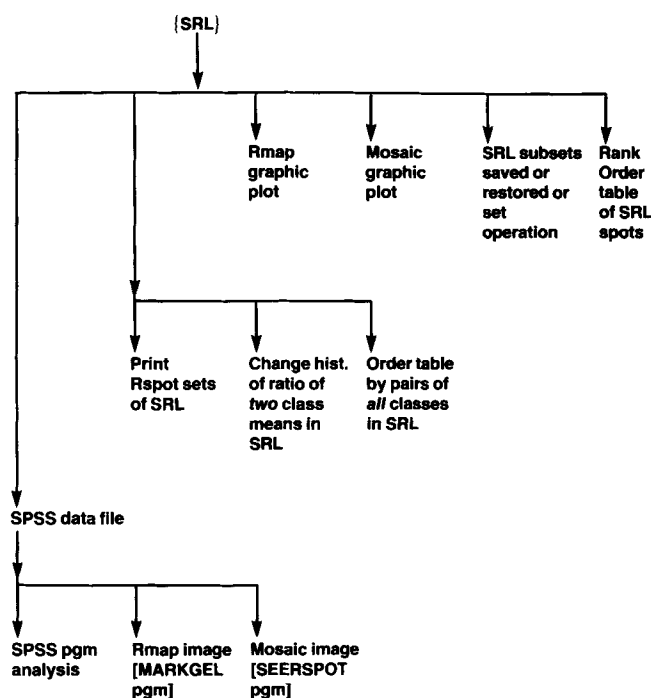 {SRL}
Rmap
graphic
plot
Mosaic
graphic
plot
SRL subsets
saved or
restored or
set
operation
Rank
Order
table
of SRL
spots
Print
Rspot sets
of SRL
Change hist.
of ratio of
two class
means in
SRL
Order table
by pairs of
all classes
in SRL
SPSS data file
SPSS pgm
analysis
Rmap image
[MARKGEL
pgm]
Mosaic image
[SEERSPOT
pgm]